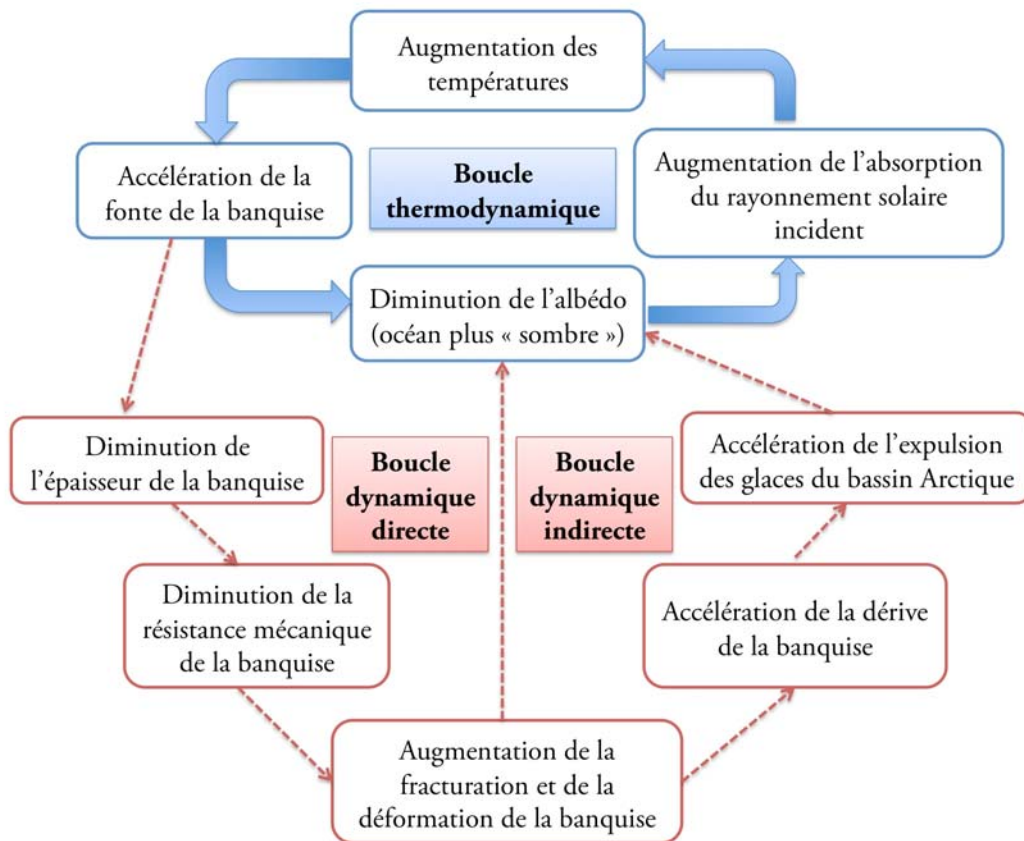 Augmentation des
températures
Accélération de la
fonte de la banquise
Boucle
thermodynamique
Augmentation de l’absorption
du rayonnement solaire
incident
Diminution de l’albédo
(océan plus « sombre »)
Diminution de
l’épaisseur de la banquise
Boucle
dynamique
directe
Boucle
dynamique
indirecte
Accélération de l’expulsion
des glaces du bassin Arctique
Diminution de la
résistance mécanique
de la banquise
Accélération de la dérive
de la banquise
Augmentation de la
fracturation et de la
déformation de la banquise